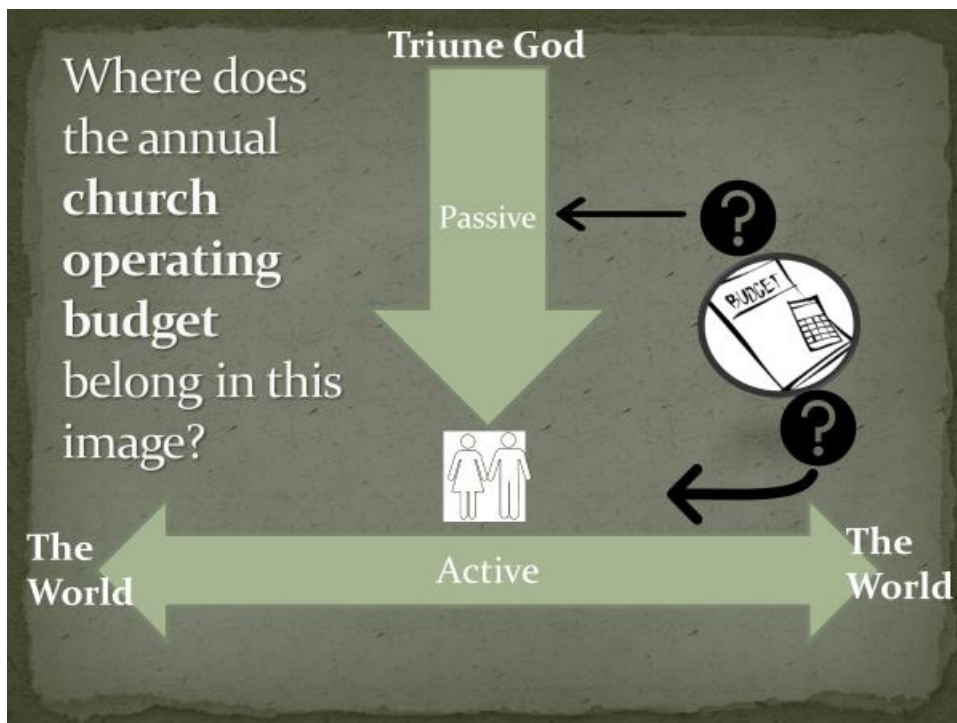 Triune God
Where does
the annual
church
operating
budget
belong in this
image?
Passive
?
BUDGET
?
The
World
Active
The
World